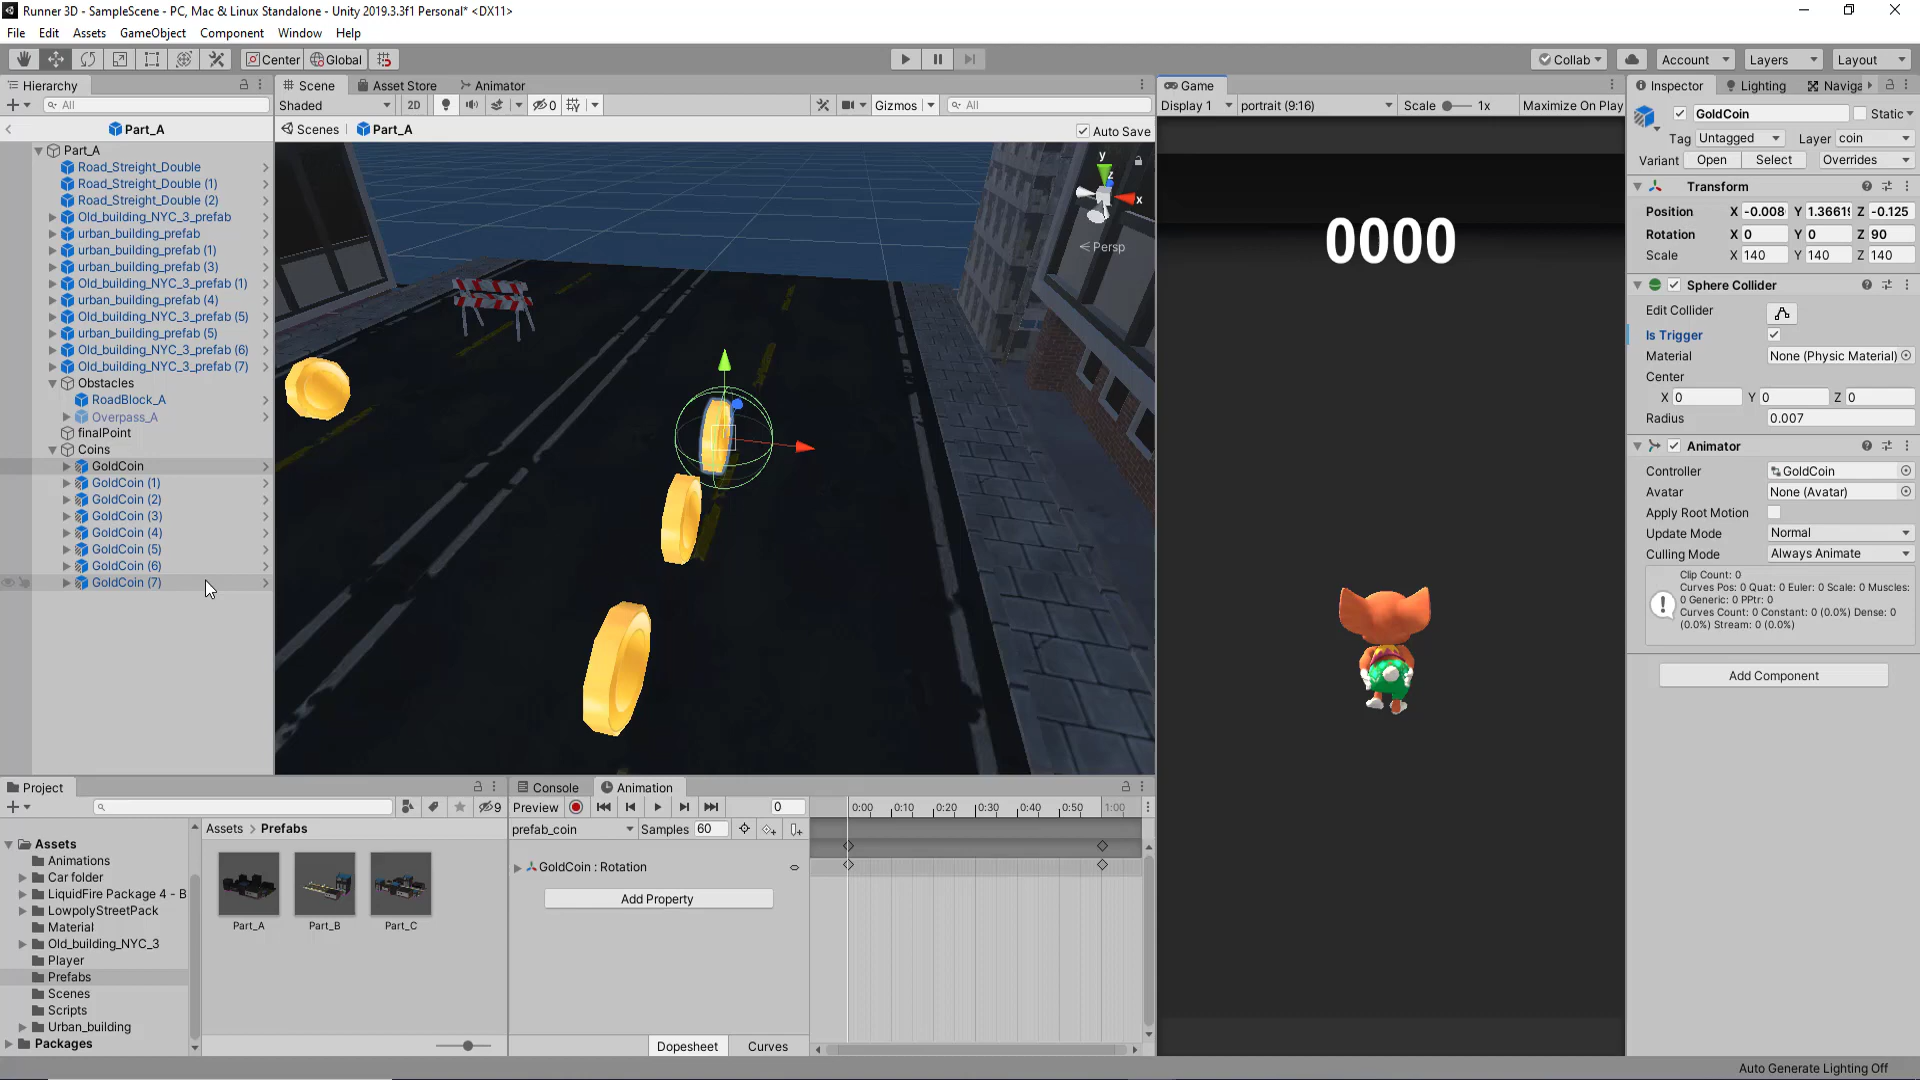 Runner 3D - SampleScene - PC, Mac & Linux Standalone - Unity 2019.3.3f1 Personal* <DX11>
File Edit Assets GameObject Component Window Help
Center Global Collab Account Layers Layout
Hierarchy
All
Part_A
Part_A
Road_Streight_Double
Road_Streight_Double (1)
Road_Streight_Double (2)
Old_building_NYC_3_prefab
urban_building_prefab
urban_building_prefab (1)
urban_building_prefab (3)
Old_building_NYC_3_prefab (1)
urban_building_prefab (4)
Old_building_NYC_3_prefab (5)
urban_building_prefab (5)
Old_building_NYC_3_prefab (6)
Old_building_NYC_3_prefab (7)
Obstacles
RoadBlock_A
Overpass_A
finalPoint
Coins
GoldCoin
GoldCoin (1)
GoldCoin (2)
GoldCoin (3)
GoldCoin (4)
GoldCoin (5)
GoldCoin (6)
GoldCoin (7)
Scene Asset Store Animator
Shaded 2D 0 Gizmos All
Scenes Part_A Auto Save
y
z
x
Persp
Game
Display 1 portrait (9:16) Scale 1x Maximize On Play
0000
Inspector Lighting Naviga
GoldCoin Static
Tag Untagged Layer coin
Variant Open Select Overrides
Transform
Position X -0.008 Y 1.3661 Z -0.125
Rotation X 0 Y 0 Z 90
Scale X 140 Y 140 Z 140
Sphere Collider
Edit Collider
Is Trigger
Material None (Physic Material)
Center
X 0 Y 0 Z 0
Radius 0.007
Animator
Controller GoldCoin
Avatar None (Avatar)
Apply Root Motion
Update Mode Normal
Culling Mode Always Animate
Clip Count: 0
Curves Pos: 0 Quat: 0 Euler: 0 Scale: 0 Muscles:
0 Generic: 0 PPtr: 0
Curves Count: 0 Constant: 0 (0.0%) Dense: 0
(0.0%) Stream: 0 (0.0%)
Add Component
Project
9
Assets
Animations
Car folder
LiquidFire Package 4 - B
LowpolyStreetPack
Material
Old_building_NYC_3
Player
Prefabs
Scenes
Scripts
Urban_building
Packages
Assets > Prefabs
Part_A Part_B Part_C
Console Animation
Preview 0 0:00 0:10 0:20 0:30 0:40 0:50 1:00
prefab_coin Samples 60
GoldCoin : Rotation
Add Property
Dopesheet Curves
Auto Generate Lighting Off